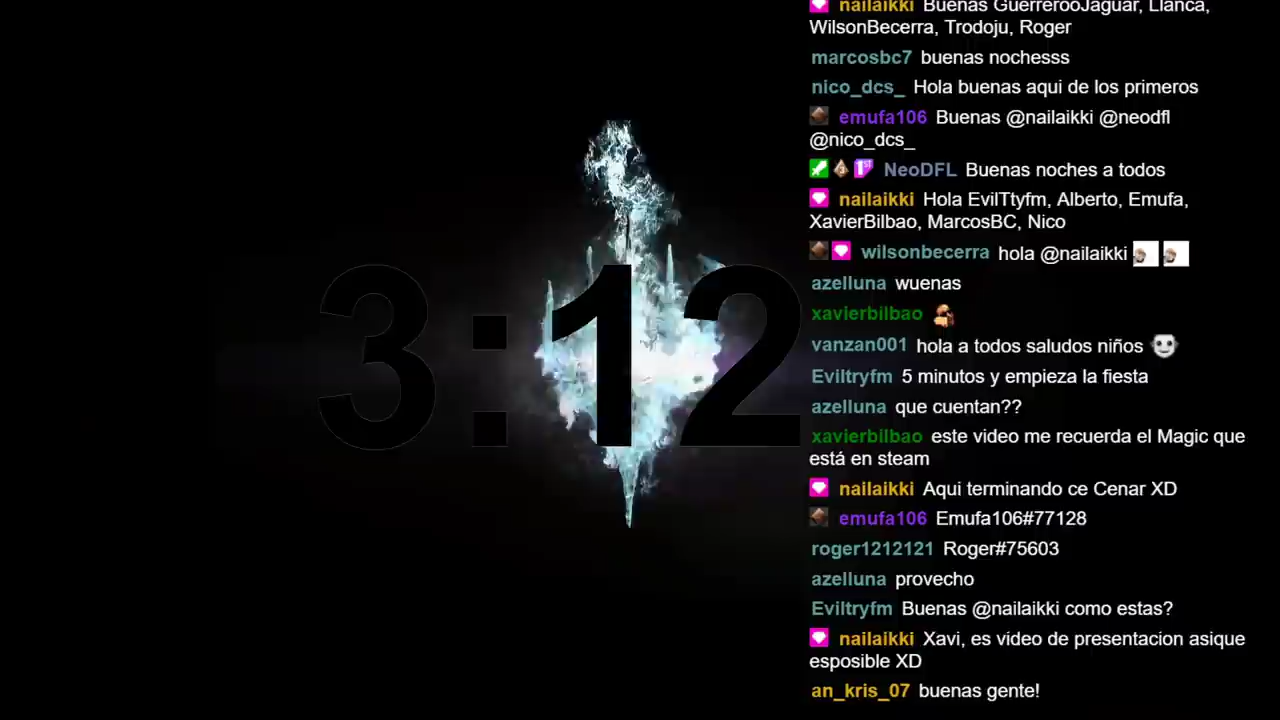 nailaikki Buenas GuerrerooJaguar, Llanca,
WilsonBecerra, Trodoju, Roger
marcosbc7 buenas nochesss
nico_dcs_ Hola buenas aqui de los primeros
emufa106 Buenas @nailaikki @neodfl
@nico_dcs_
NeoDFL Buenas noches a todos
nailaikki Hola EvilTtyfm, Alberto, Emufa,
XavierBilbao, MarcosBC, Nico
wilsonbecerra hola @nailaikki
azelluna wuenas
xavierbilbao
vanzan001 hola a todos saludos niños
Eviltryfm 5 minutos y empieza la fiesta
azelluna que cuentan??
xavierbilbao este video me recuerda el Magic que
está en steam
nailaikki Aqui terminando ce Cenar XD
emufa106 Emufa106#77128
roger1212121 Roger#75603
azelluna provecho
Eviltryfm Buenas @nailaikki como estas?
nailaikki Xavi, es video de presentacion asique
esposible XD
an_kris_07 buenas gente!
3:12